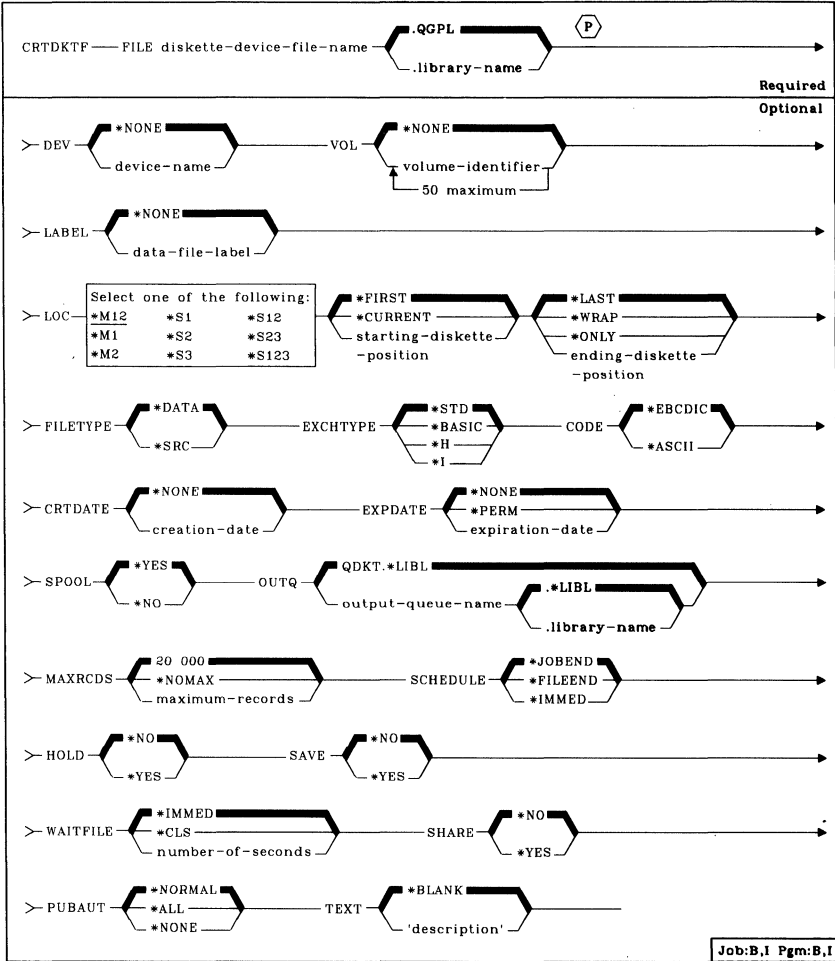 .QGPL
P
CRTDKTF FILE diskette-device-file-name
.library-name
Required
Optional
*NONE *NONE
DEV VOL
device-name volume-identifier
50 maximum
*NONE
LABEL
data-file-label
Select one of the following: *FIRST *LAST
LOC *M12 *S1 *S12 *CURRENT *WRAP
*M1 *S2 *S23 starting-diskette *ONLY
*M2 *S3 *S123 -position ending-diskette
-position
*DATA *STD *EBCDIC
FILETYPE EXCHTYPE *BASIC CODE
*SRC *H *ASCII
*I
*NONE *NONE
CRTDATE EXPDATE *PERM
creation-date expiration-date
*YES QDKT.*LIBL
SPOOL OUTQ .*LIBL
*NO output-queue-name
.library-name
20 000 *JOBEND
MAXRCDS *NOMAX SCHEDULE *FILEEND
maximum-records *IMMED
*NO *NO
HOLD SAVE
*YES *YES
*IMMED *NO
WAITFILE *CLS SHARE
number-of-seconds *YES
*NORMAL *BLANK
PUBAUT *ALL TEXT
*NONE 'description'
Job:B,I Pgm:B,I